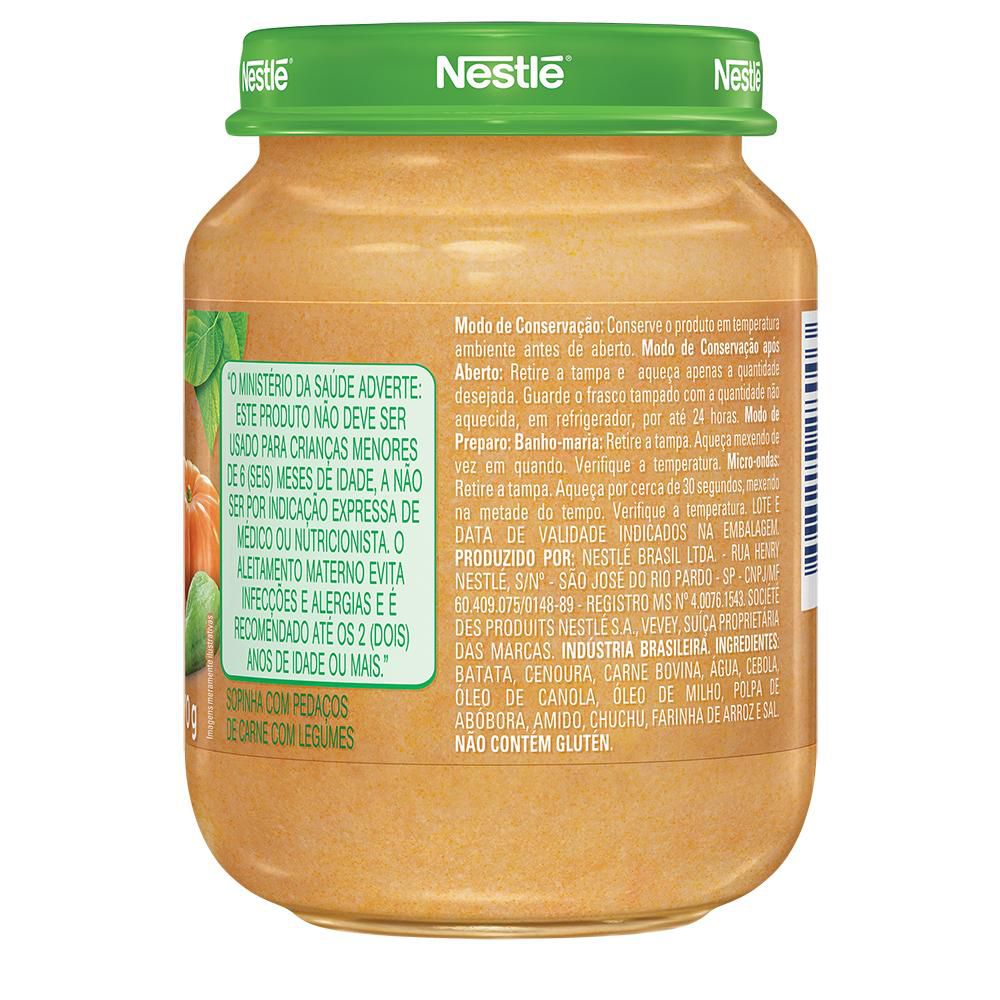 Nestlé
Nestlé
Nestlé
"O MINISTÉRIO DA SAÚDE ADVERTE:
ESTE PRODUTO NÃO DEVE SER
USADO PARA CRIANÇAS MENORES
DE 6 (SEIS) MESES DE IDADE, A NÃO
SER POR INDICAÇÃO EXPRESSA DE
MÉDICO OU NUTRICIONISTA. O
ALEITAMENTO MATERNO EVITA
INFECÇÕES E ALERGIAS E É
RECOMENDADO ATÉ OS 2 (DOIS)
ANOS DE IDADE OU MAIS."
SOPINHA COM PEDAÇOS
DE CARNE COM LEGUMES
Imagens meramente ilustrativas
0g
Modo de Conservação: Conserve o produto em temperatura
ambiente antes de aberto. Modo de Conservação após
Aberto: Retire a tampa e aqueça apenas a quantidade
desejada. Guarde o frasco tampado com a quantidade não
aquecida, em refrigerador, por até 24 horas. Modo de
Preparo: Banho-maria: Retire a tampa. Aqueça mexendo de
vez em quando. Verifique a temperatura. Micro-ondas:
Retire a tampa. Aqueça por cerca de 30 segundos, mexendo
na metade do tempo. Verifique a temperatura. LOTE E
DATA DE VALIDADE INDICADOS NA EMBALAGEM.
PRODUZIDO POR: NESTLÉ BRASIL LTDA. - RUA HENRY
NESTLÉ, S/Nº - SÃO JOSÉ DO RIO PARDO - SP - CNPJ/MF
60.409.075/0148-89 - REGISTRO MS Nº 4.0076.1543. SOCIÉTÉ
DES PRODUITS NESTLÉ S.A., VEVEY, SUÍÇA PROPRIETÁRIA
DAS MARCAS. INDÚSTRIA BRASILEIRA. INGREDIENTES:
BATATA, CENOURA, CARNE BOVINA, ÁGUA, CEBOLA,
ÓLEO DE CANOLA, ÓLEO DE MILHO, POLPA DE
ABÓBORA, AMIDO, CHUCHU, FARINHA DE ARROZ E SAL.
NÃO CONTÉM GLÚTEN.